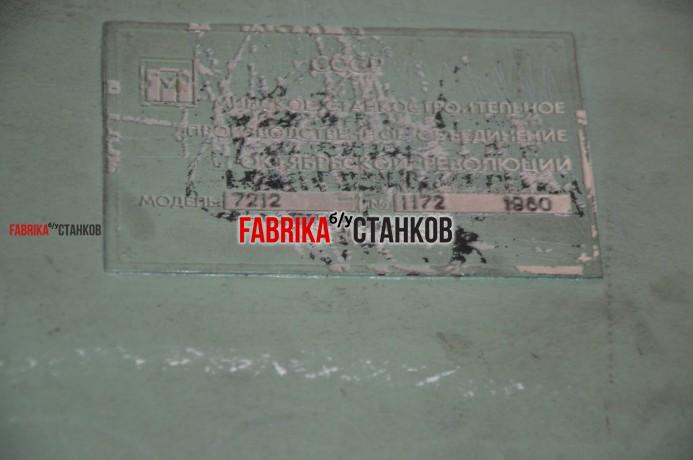 СССР
МИНСКОЕ СТАНКОСТРОИТЕЛЬНОЕ
ПРОИЗВОДСТВЕННОЕ ОБЪЕДИНЕНИЕ
ОКТЯБРЬСКОЙ РЕВОЛЮЦИИ
МОДЕЛЬ 7212 № 1172 1980
FABRIKA б/у СТАНКОВ
FABRIKA б/у СТАНКОВ